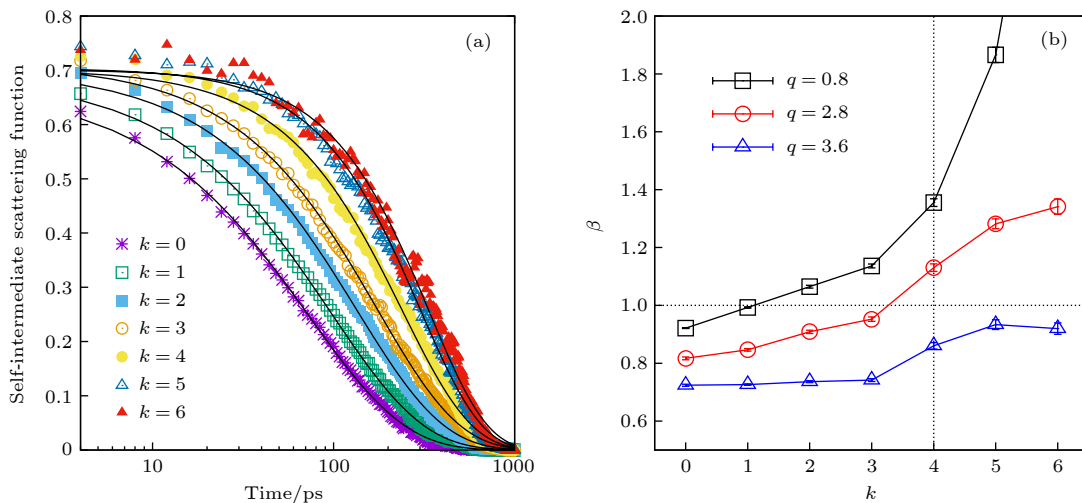 (a)
Self-intermediate scattering function
0.8
0.7
0.6
0.5
0.4
0.3
0.2
0.1
0
k = 0
k = 1
k = 2
k = 3
k = 4
k = 5
k = 6
10
100
1000
Time/ps
(b)
β
2.0
1.8
1.6
1.4
1.2
1.0
0.8
0.6
q = 0.8
q = 2.8
q = 3.6
0
1
2
3
4
5
6
k